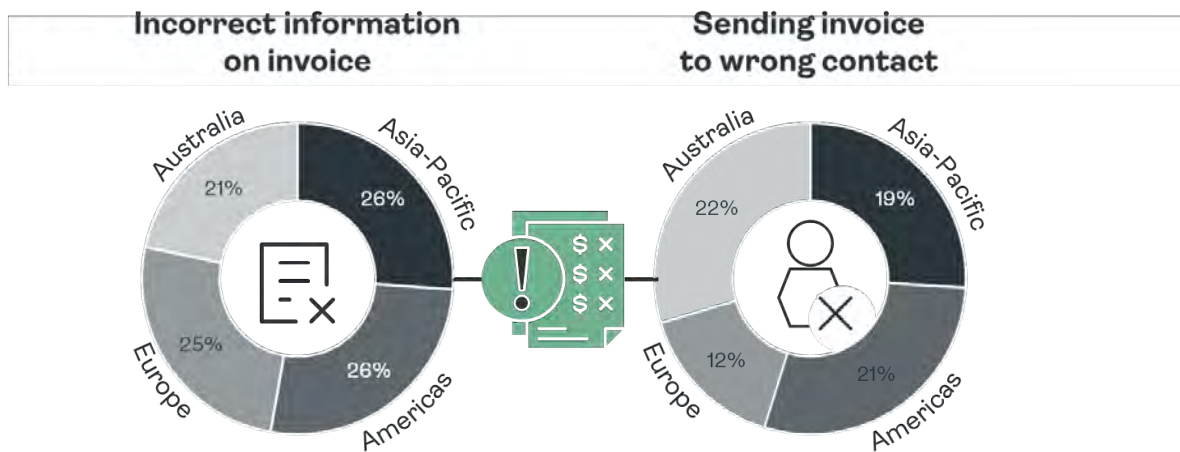 Incorrect information
on invoice
Sending invoice
to wrong contact
Australia
Asia-Pacific
21%
26%
25%
26%
Europe
Americas
$ x
$ x
$ x
!
Australia
Asia-Pacific
22%
19%
12%
21%
Europe
Americas